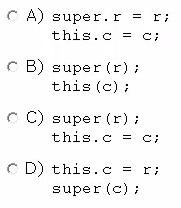 A) super.r = r;
this.c = c;
B) super(r);
this(c);
C) super(r);
this.c = c;
D) this.c = r;
super(c);